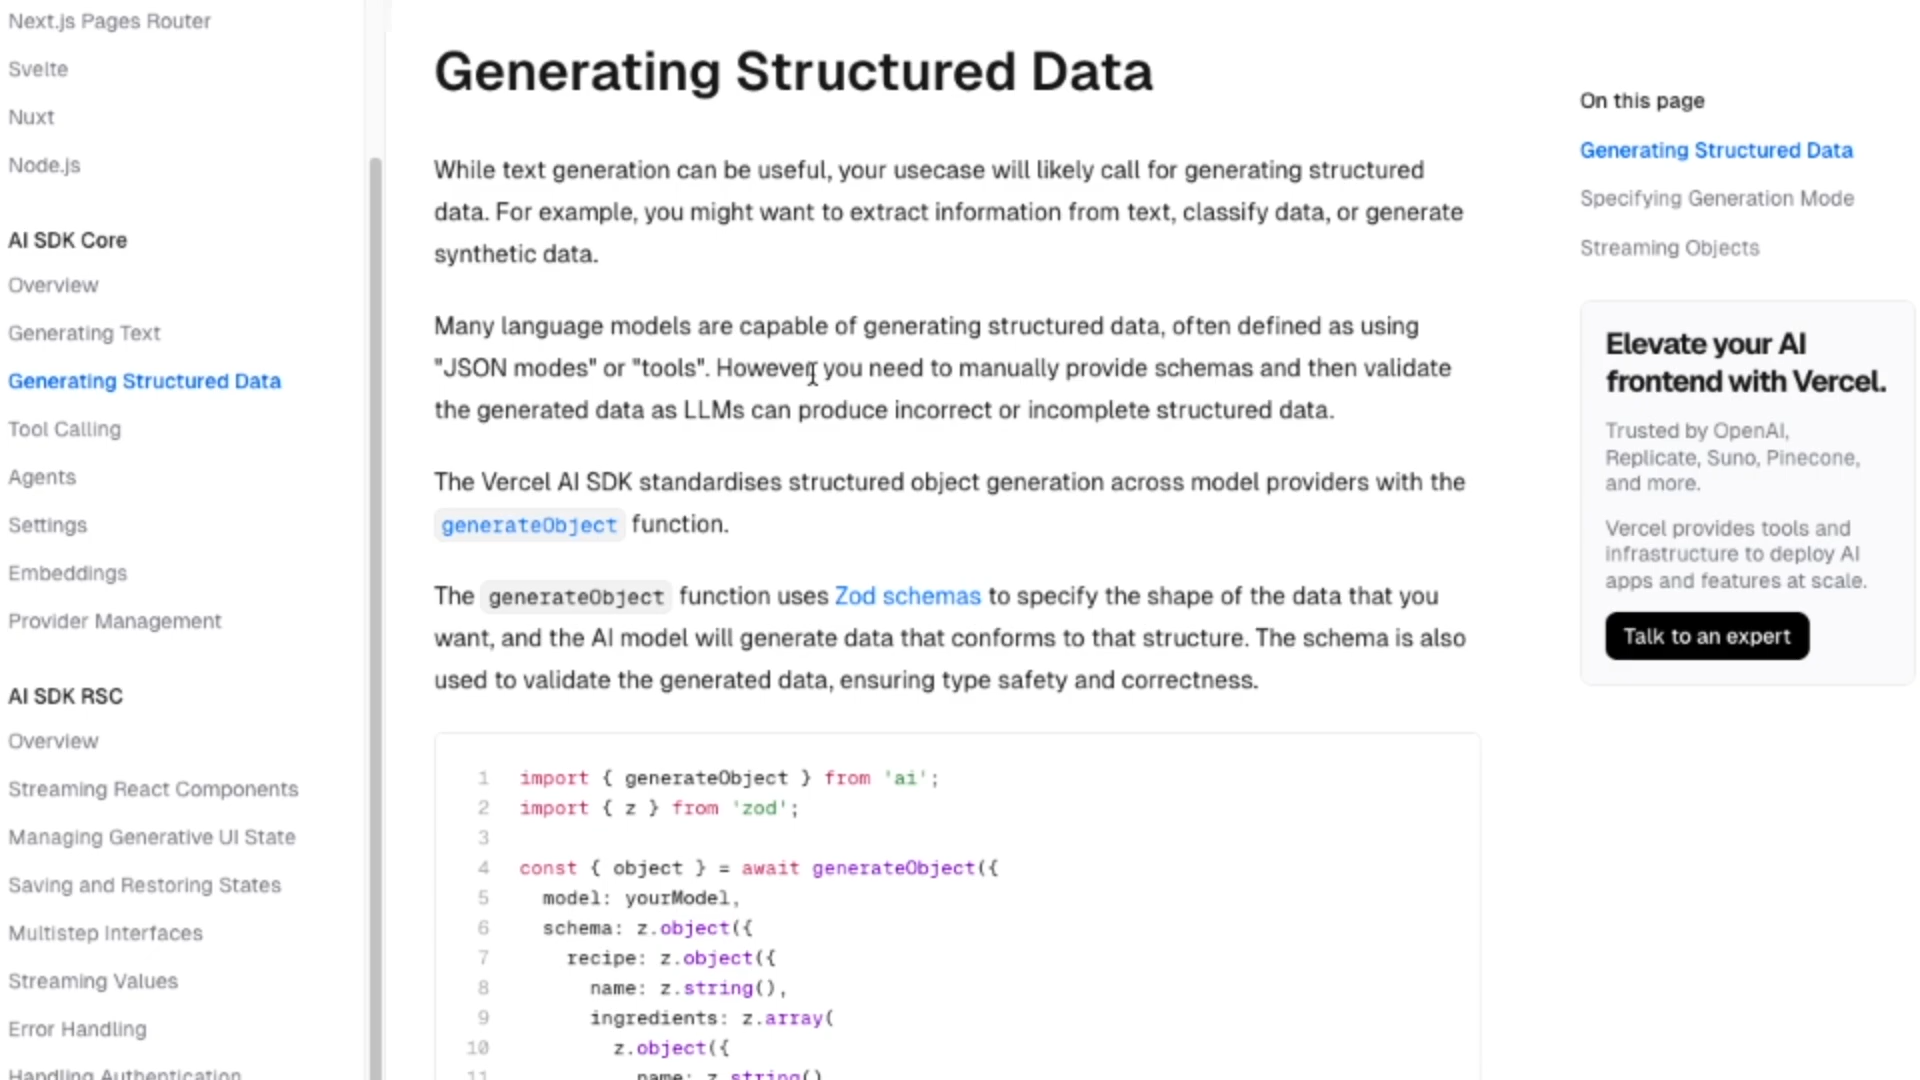 Next.js Pages Router
Svelte
Nuxt
Node.js
AI SDK Core
Overview
Generating Text
Generating Structured Data
Tool Calling
Agents
Settings
Embeddings
Provider Management
AI SDK RSC
Overview
Streaming React Components
Managing Generative UI State
Saving and Restoring States
Multistep Interfaces
Streaming Values
Error Handling
Handling Authentication
Generating Structured Data
While text generation can be useful, your usecase will likely call for generating structured
data. For example, you might want to extract information from text, classify data, or generate
synthetic data.
Many language models are capable of generating structured data, often defined as using
"JSON modes" or "tools". However, you need to manually provide schemas and then validate
the generated data as LLMs can produce incorrect or incomplete structured data.
The Vercel AI SDK standardises structured object generation across model providers with the
generateObject function.
The generateObject function uses Zod schemas to specify the shape of the data that you
want, and the AI model will generate data that conforms to that structure. The schema is also
used to validate the generated data, ensuring type safety and correctness.
1 import { generateObject } from 'ai';
2 import { z } from 'zod';
3
4 const { object } = await generateObject({
5 model: yourModel,
6 schema: z.object({
7 recipe: z.object({
8 name: z.string(),
9 ingredients: z.array(
10 z.object({
11 name: z.string()
On this page
Generating Structured Data
Specifying Generation Mode
Streaming Objects
Elevate your AI
frontend with Vercel.
Trusted by OpenAI,
Replicate, Suno, Pinecone,
and more.
Vercel provides tools and
infrastructure to deploy AI
apps and features at scale.
Talk to an expert